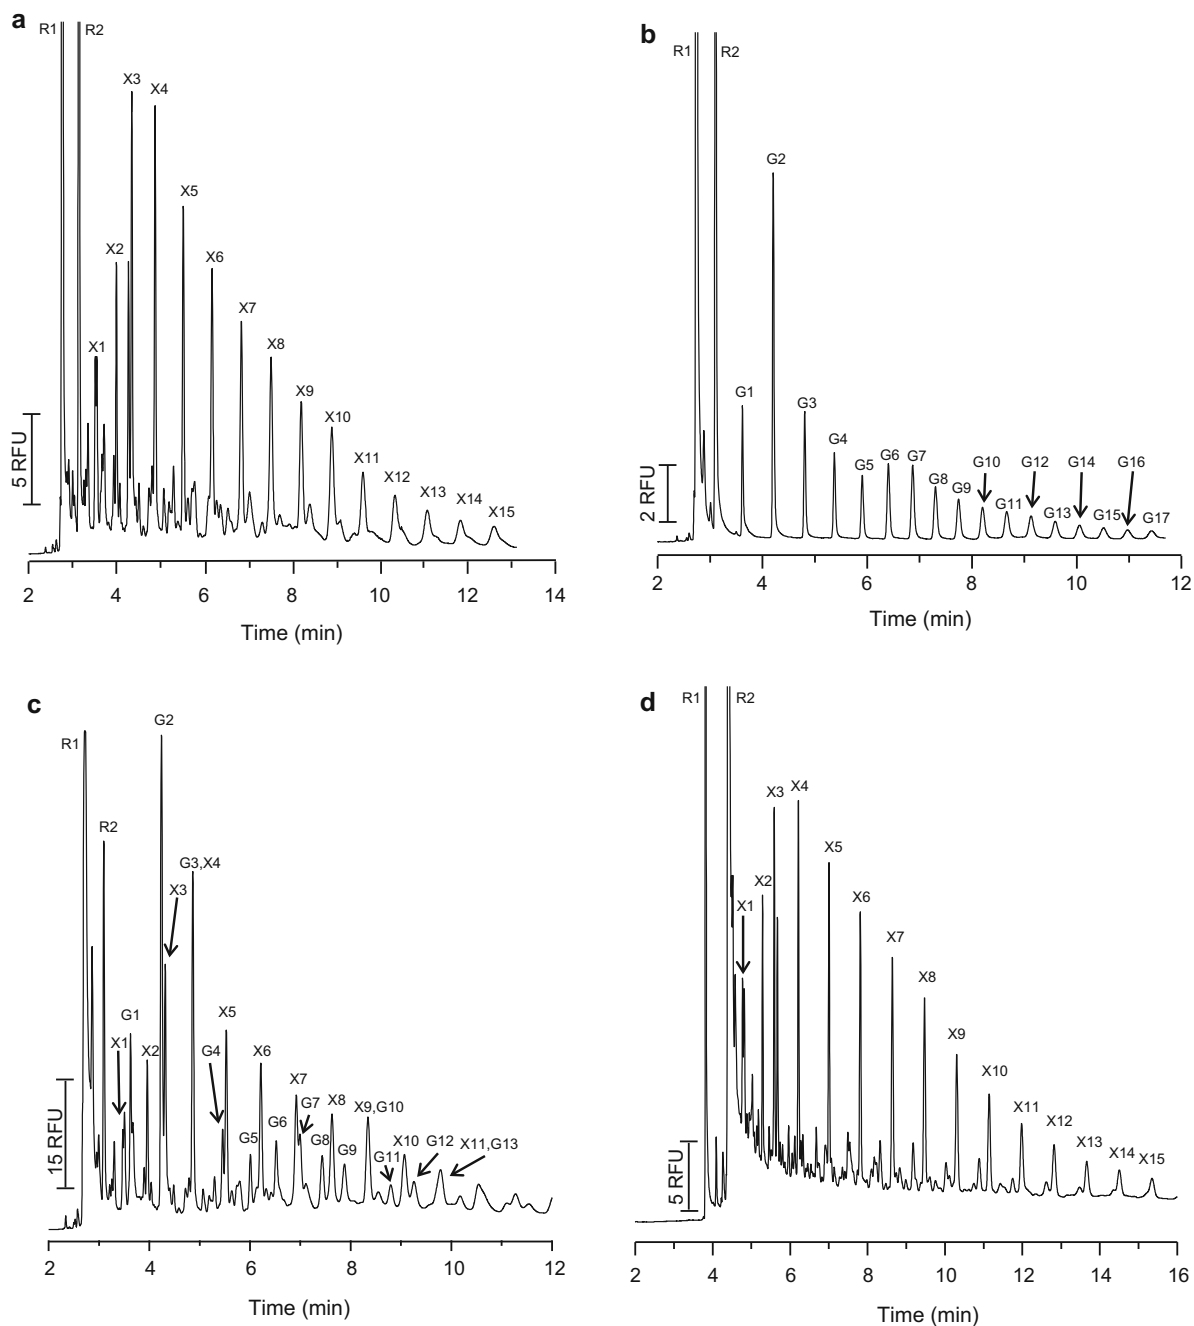 a
R1
R2
X3
X4
X5
X2
X6
X7
X1
X8
X9
X10
X11
X12
X13
X14
X15
5 RFU
2
4
6
8
10
12
14
Time (min)
b
R1
R2
G2
G1
G3
G4
G5
G6
G7
G8
G9
G10
G11
G12
G13
G14
G15
G16
G17
2 RFU
2
4
6
8
10
12
Time (min)
c
R1
G2
R2
G3,X4
X3
G1
X1
X2
G4
X5
X6
G5
G6
X7
G7
G8
X8
G9
X9,G10
G11
X10
G12
X11,G13
15 RFU
2
4
6
8
10
12
Time (min)
d
R1
R2
X3
X4
X5
X2
X1
X6
X7
X8
X9
X10
X11
X12
X13
X14
X15
5 RFU
2
4
6
8
10
12
14
16
Time (min)